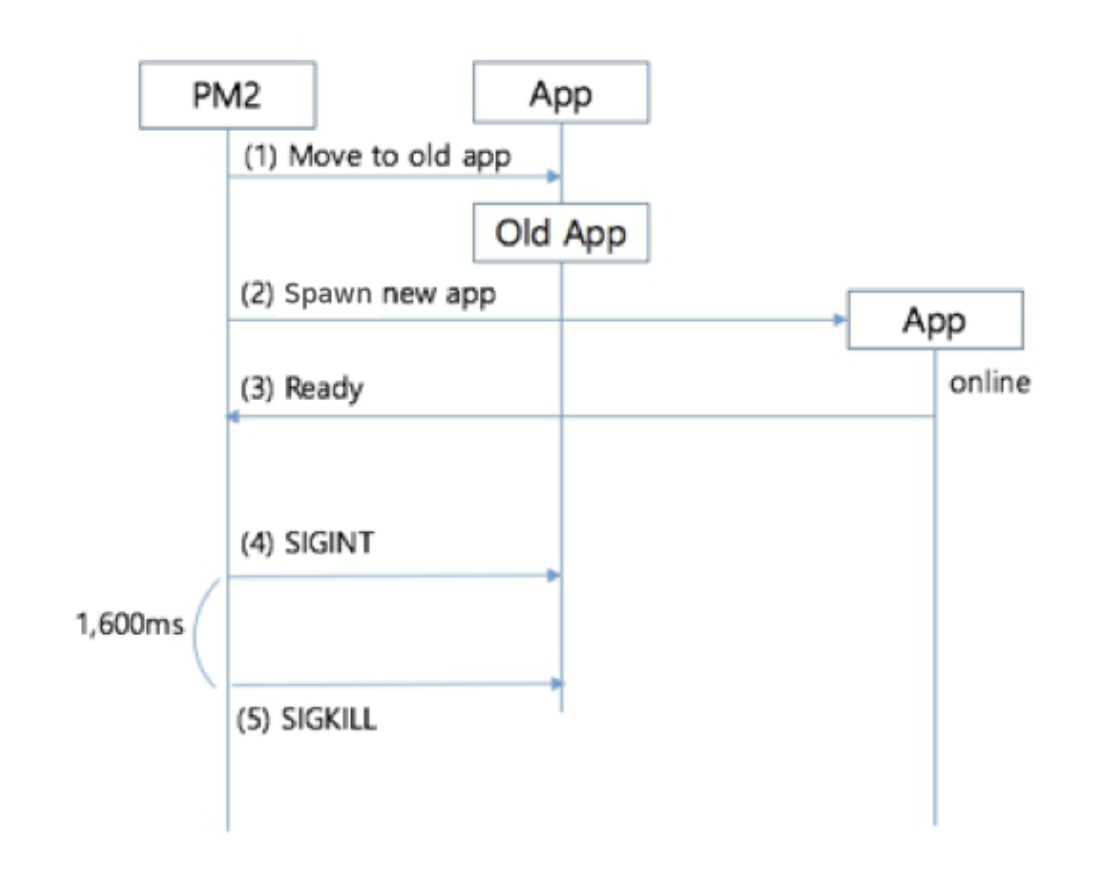 PM2
App
(1) Move to old app
Old App
(2) Spawn new app
App
(3) Ready
online
(4) SIGINT
1,600ms
(5) SIGKILL